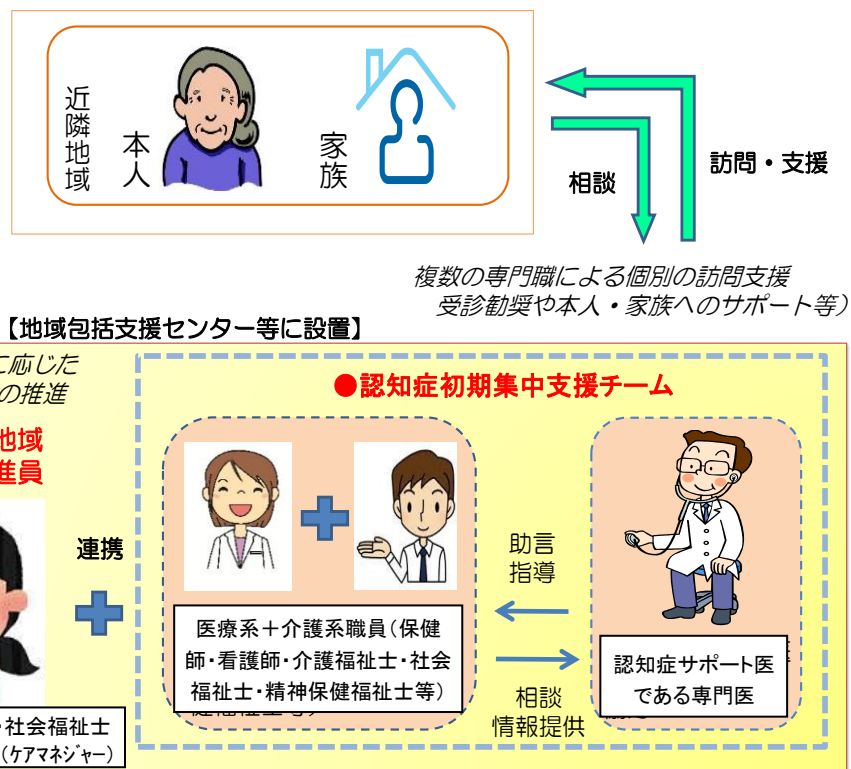 近隣地域
本人
家族
相談
訪問・支援
複数の専門職による個別の訪問支援
受診勧奨や本人・家族へのサポート等)
【地域包括支援センター等に設置】
に応じた
の推進
地域
進員
連携
・社会福祉士
(ケアマネジャー)
●認知症初期集中支援チーム
医療系+介護系職員(保健
師・看護師・介護福祉士・社会
福祉士・精神保健福祉士等)
助言
指導
相談
情報提供
認知症サポート医
である専門医